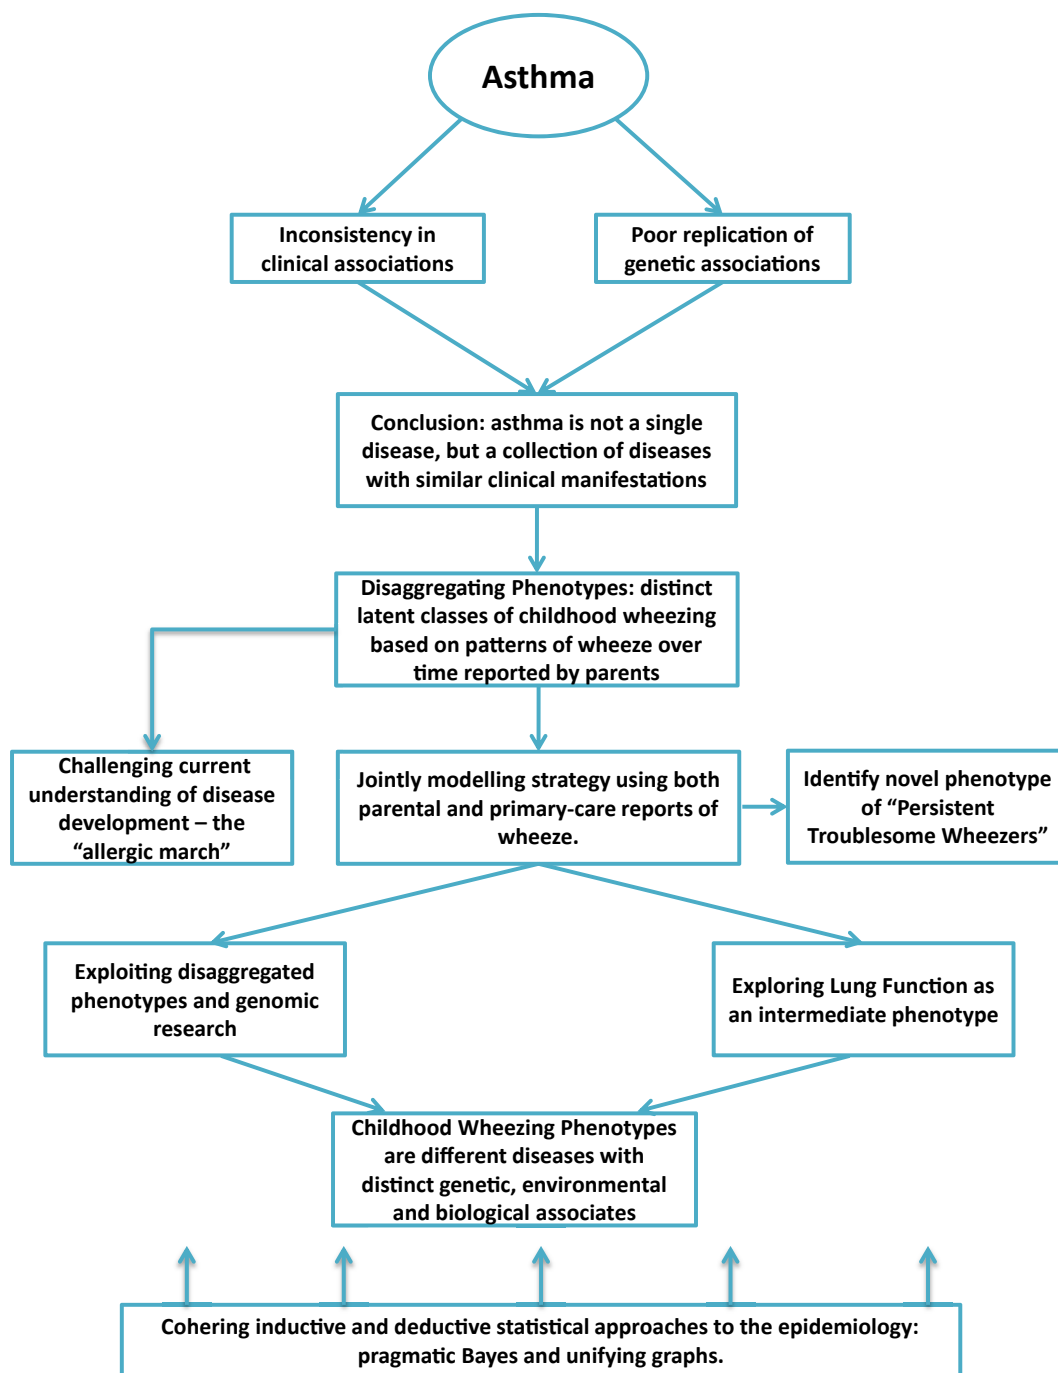 Asthma
Inconsistency in
clinical associations
Poor replication of
genetic associations
Conclusion: asthma is not a single
disease, but a collection of diseases
with similar clinical manifestations
Disaggregating Phenotypes: distinct
latent classes of childhood wheezing
based on patterns of wheeze over
time reported by parents
Challenging current
understanding of disease
development – the
“allergic march”
Jointly modelling strategy using both
parental and primary-care reports of
wheeze.
Identify novel phenotype
of “Persistent
Troublesome Wheezers”
Exploiting disaggregated
phenotypes and genomic
research
Exploring Lung Function as
an intermediate phenotype
Childhood Wheezing Phenotypes
are different diseases with
distinct genetic, environmental
and biological associates
Cohering inductive and deductive statistical approaches to the epidemiology:
pragmatic Bayes and unifying graphs.